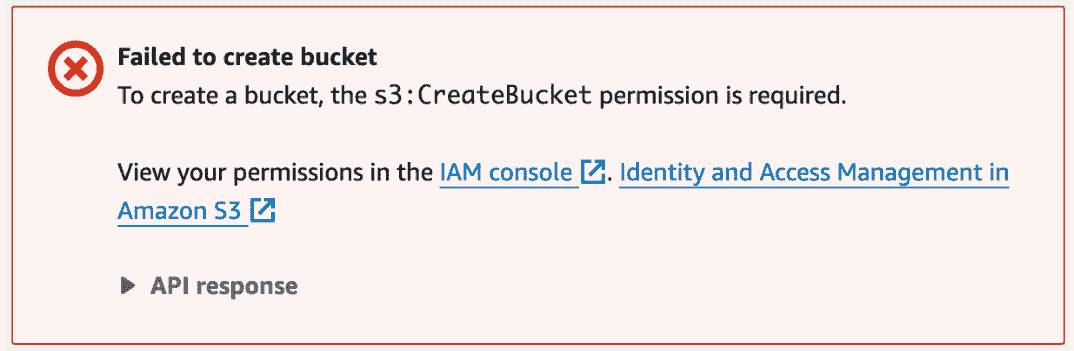 Failed to create bucket
To create a bucket, the s3:CreateBucket permission is required.
View your permissions in the IAM console. Identity and Access Management in
Amazon S3
API response